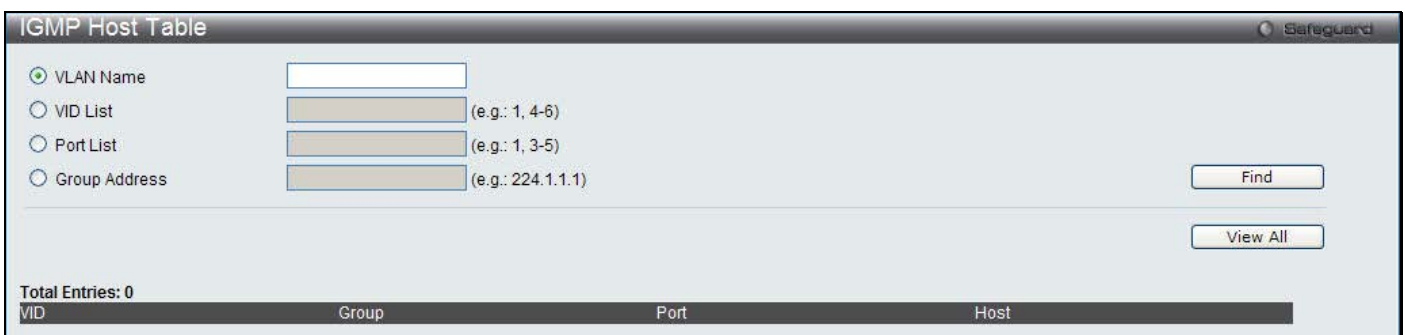 IGMP Host Table
Safeguard
VLAN Name
VID List (e.g.: 1, 4-6)
Port List (e.g.: 1, 3-5)
Group Address (e.g.: 224.1.1.1)
Find
View All
Total Entries: 0
VID Group Port Host